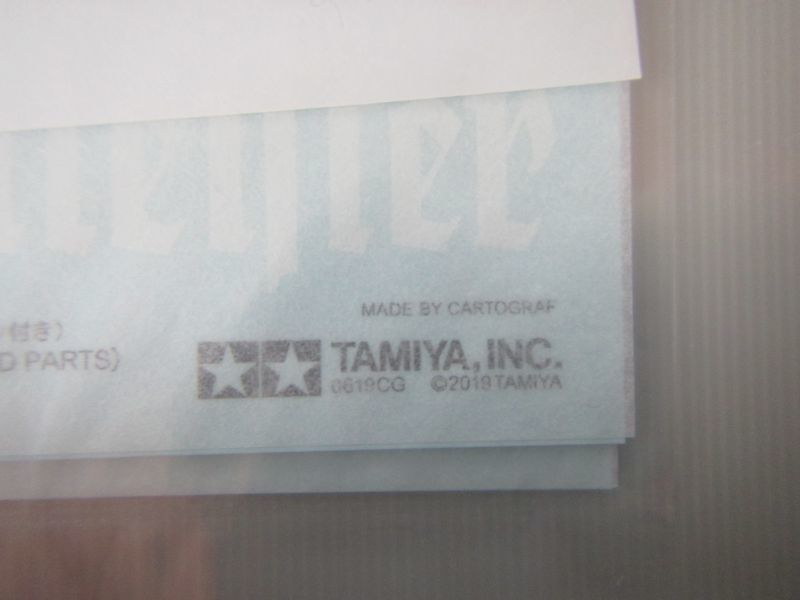 MADE BY CARTOGRAF
付き)
D PARTS)
TAMIYA, INC.
0619CG ©2019 TAMIYA